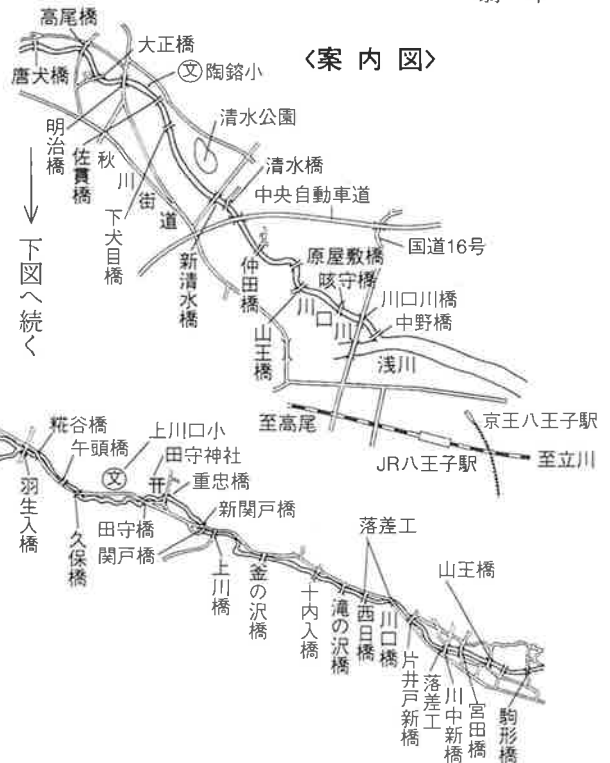 〈案内図〉
高尾橋
大正橋
文 陶鎔小
唐犬橋
明治橋
佐貫橋
秋川街道
清水公園
清水橋
中央自動車道
下犬目橋
新清水橋
仲田橋
原屋敷橋
国道16号
晐守橋
川口川橋
中野橋
山王橋
川口川
浅川
下図へ続く
至高尾
京王八王子駅
JR八王子駅
至立川
糀谷橋
午頭橋
上川口小
文
田守神社
重忠橋
羽生入橋
久保橋
田守橋
関戸橋
新関戸橋
上川橋
釜の沢橋
落差工
十内入橋
滝の沢橋
西日橋
川口橋
山王橋
片井戸新橋
落差工
川中新橋
宮田橋
駒形橋